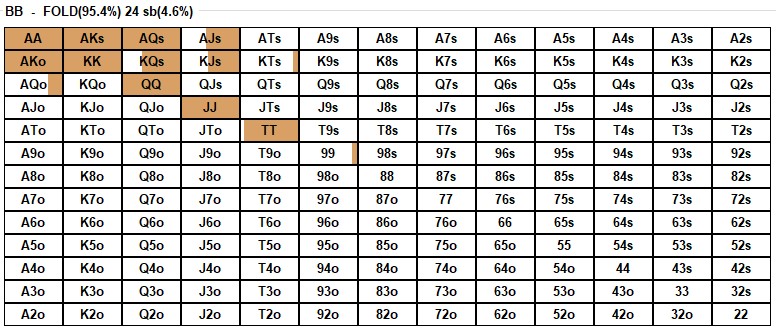 BB - FOLD(95.4%) 24 sb(4.6%)
AA AKs AQs AJs ATs A9s A8s A7s A6s A5s A4s A3s A2s
AKo KK KQs KJs KTs K9s K8s K7s K6s K5s K4s K3s K2s
AQo KQo QQ QJs QTs Q9s Q8s Q7s Q6s Q5s Q4s Q3s Q2s
AJo KJo QJo JJ JTs J9s J8s J7s J6s J5s J4s J3s J2s
ATo KTo QTo JTo TT T9s T8s T7s T6s T5s T4s T3s T2s
A9o K9o Q9o J9o T9o 99 98s 97s 96s 95s 94s 93s 92s
A8o K8o Q8o J8o T8o 98o 88 87s 86s 85s 84s 83s 82s
A7o K7o Q7o J7o T7o 97o 87o 77 76s 75s 74s 73s 72s
A6o K6o Q6o J6o T6o 96o 86o 76o 66 65s 64s 63s 62s
A5o K5o Q5o J5o T5o 95o 85o 75o 65o 55 54s 53s 52s
A4o K4o Q4o J4o T4o 94o 84o 74o 64o 54o 44 43s 42s
A3o K3o Q3o J3o T3o 93o 83o 73o 63o 53o 43o 33 32s
A2o K2o Q2o J2o T2o 92o 82o 72o 62o 52o 42o 32o 22